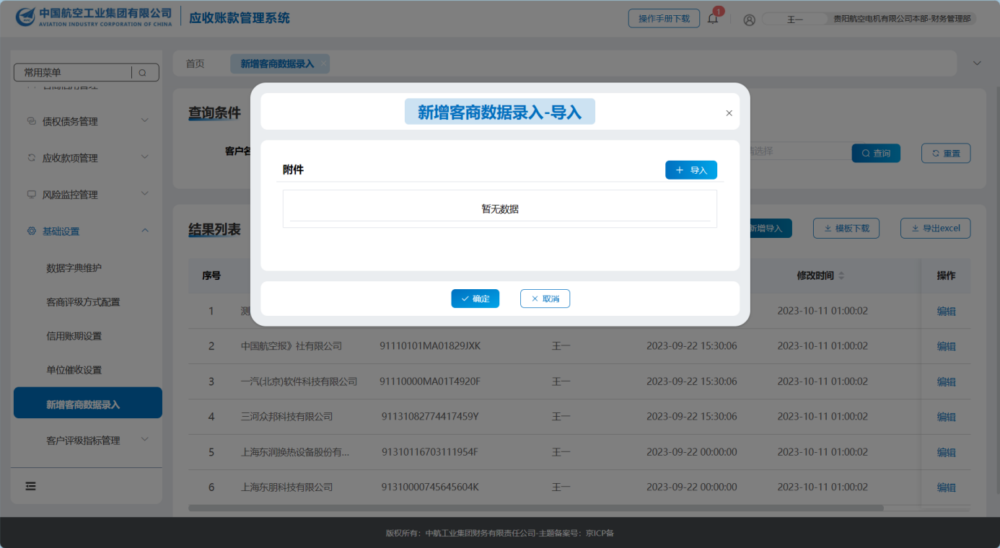 中国航空工业集团有限公司
AVIATION INDUSTRY CORPORATION OF CHINA
应收账款管理系统
操作手册下载
1
王一
贵阳航空电机有限公司本部-财务管理部
常用菜单
债权债务管理
应收款项管理
风险监控管理
基础设置
数据字典维护
客商评级方式配置
信用账期设置
单位催收设置
新增客商数据录入
客户评级指标管理
首页
新增客商数据录入
查询条件
客户名
选择
查询
重置
新增客商数据录入-导入
附件
导入
暂无数据
确定
取消
结果列表
新增导入
模板下载
导出excel
序号 修改时间 操作
1 测 2023-10-11 01:00:02 编辑
2 中国航空报》社有限公司 91110101MA01829JXK 王一 2023-09-22 15:30:06 2023-10-11 01:00:02 编辑
3 一汽(北京)软件科技有限公司 91110000MA01T4920F 王一 2023-09-22 15:30:06 2023-10-11 01:00:02 编辑
4 三河众邦科技有限公司 91131082774417459Y 王一 2023-09-22 15:30:06 2023-10-11 01:00:02 编辑
5 上海东润换热设备股份有... 91310116703111954F 王一 2023-09-22 00:00:00 2023-10-11 01:00:02 编辑
6 上海东朋科技有限公司 91310000745645604K 王一 2023-09-22 00:00:00 2023-10-11 01:00:02 编辑
版权所有：中航工业集团财务有限责任公司-主题备案号：京ICP备